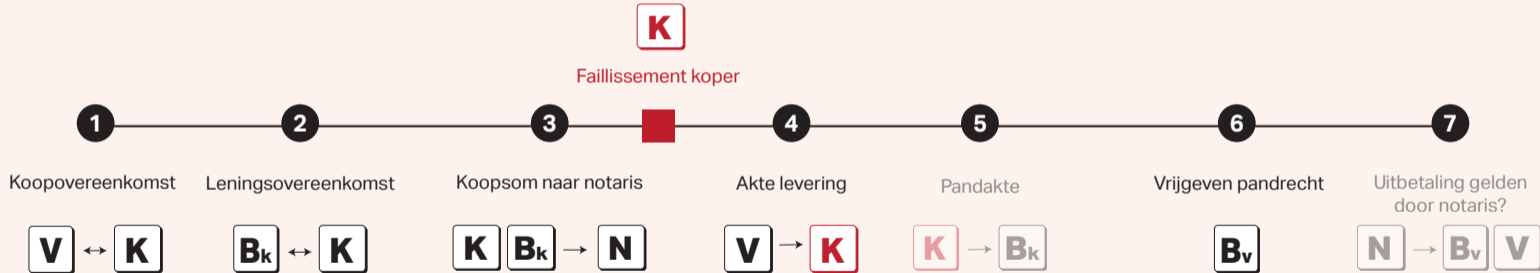 K
Faillissement koper
1 2 3 4 5 6 7
Koopovereenkomst Leningsovereenkomst Koopsom naar notaris Akte levering Pandakte Vrijgeven pandrecht Uitbetaling gelden
door notaris?
V ↔ K Bk ↔ K K Bk → N V → K K → Bk Bv N → Bv V